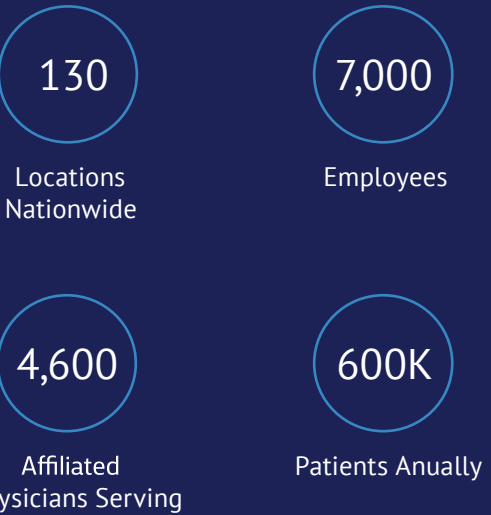 130
7,000
Locations
Nationwide
Employees
4,600
600K
Affiliated
ysicians Serving
Patients Anually